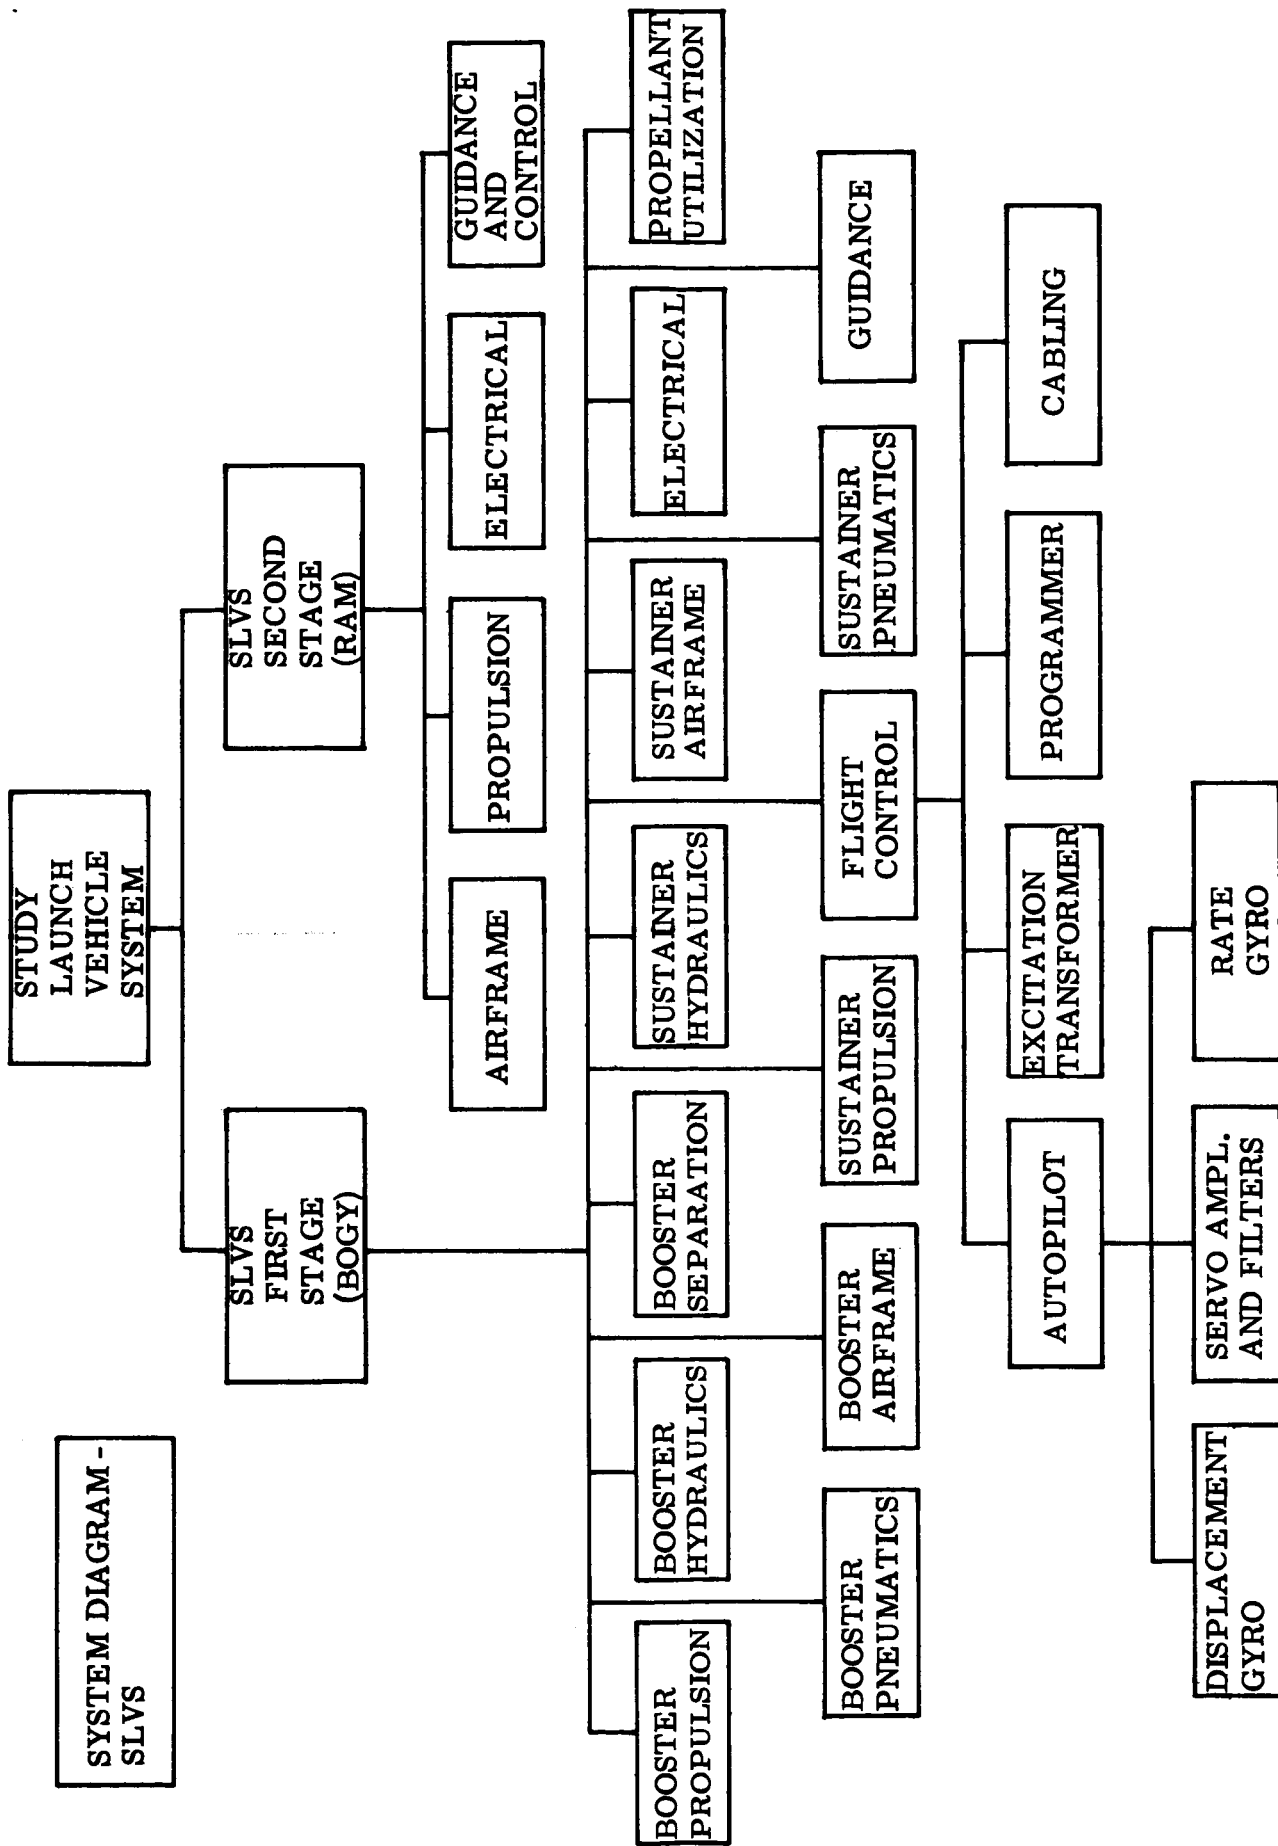 SYSTEM DIAGRAM-
SLVS
STUDY
LAUNCH
VEHICLE
SYSTEM
SLVS
FIRST
STAGE
(BOGY)
SLVS
SECOND
STAGE
(RAM)
AIRFRAME
PROPULSION
ELECTRICAL
GUIDANCE
AND
CONTROL
BOOSTER
PROPULSION
BOOSTER
HYDRAULICS
BOOSTER
SEPARATION
SUSTAINER
HYDRAULICS
SUSTAINER
AIRFRAME
ELECTRICAL
PROPELLANT
UTILIZATION
BOOSTER
PNEUMATICS
BOOSTER
AIRFRAME
SUSTAINER
PROPULSION
FLIGHT
CONTROL
SUSTAINER
PNEUMATICS
GUIDANCE
AUTOPILOT
EXCITATION
TRANSFORMER
PROGRAMMER
CABLING
DISPLACEMENT
GYRO
SERVO AMPL.
AND FILTERS
RATE
GYRO